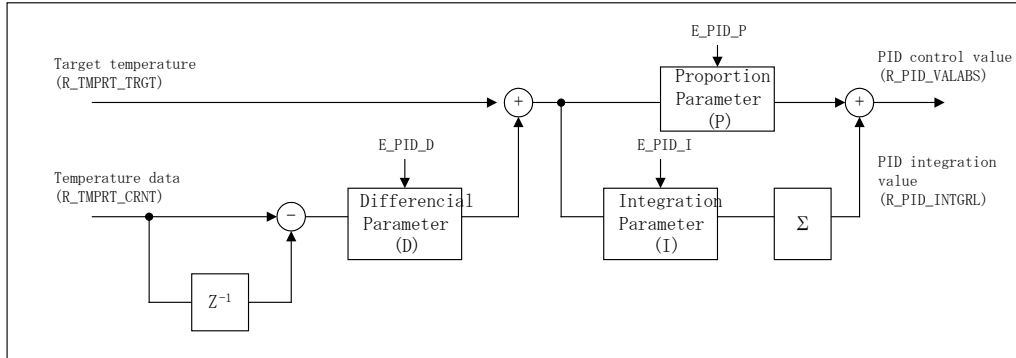 E_PID_P
Target temperature
(R_TMPRT_TRGT)
PID control value
(R_PID_VALABS)
Proportion
Parameter
(P)
+
+
E_PID_D
E_PID_I
Temperature data
(R_TMPRT_CRNT)
PID integration
value
(R_PID_INTGRL)
−
Differencial
Parameter
(D)
Integration
Parameter
(I)
Σ
Z⁻¹